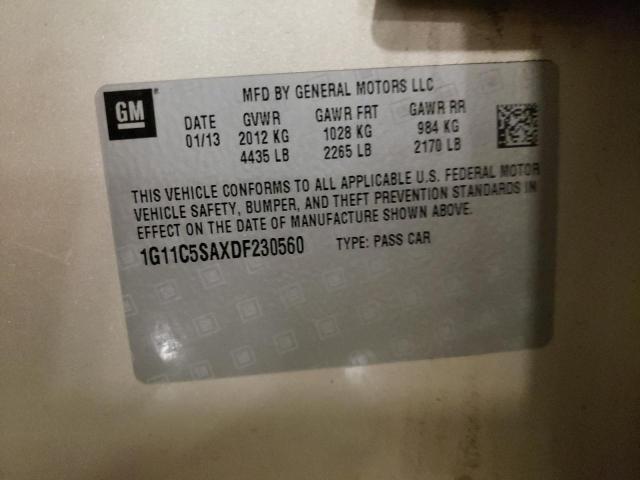 GM
MFD BY GENERAL MOTORS LLC
DATE GVWR GAWR FRT GAWR RR
01/13 2012 KG 1028 KG 984 KG
4435 LB 2265 LB 2170 LB
THIS VEHICLE CONFORMS TO ALL APPLICABLE U.S. FEDERAL MOTOR
VEHICLE SAFETY, BUMPER, AND THEFT PREVENTION STANDARDS IN
EFFECT ON THE DATE OF MANUFACTURE SHOWN ABOVE.
1G11C5SAXDF230560 TYPE: PASS CAR